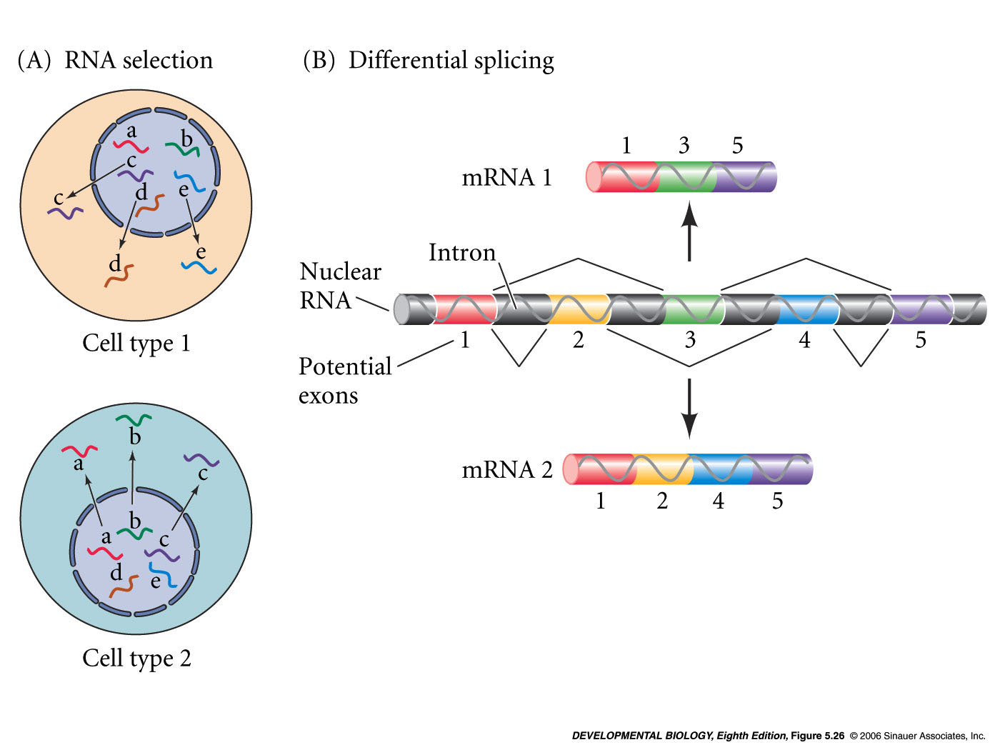 (A) RNA selection
a
b
c
d
e
c
d
e
Cell type 1
b
a
c
b
a
c
d
e
Cell type 2
(B) Differential splicing
1 3 5
mRNA 1
Intron
Nuclear
RNA
1 2 3 4 5
Potential
exons
mRNA 2
1 2 4 5
DEVELOPMENTAL BIOLOGY, Eighth Edition, Figure 5.26 © 2006 Sinauer Associates, Inc.